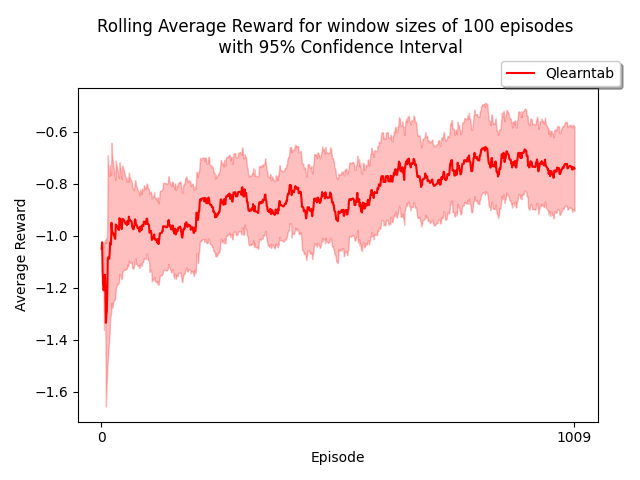 Rolling Average Reward for window sizes of 100 episodes
with 95% Confidence Interval
Qlearntab
−0.6
−0.8
−1.0
−1.2
−1.4
−1.6
Average Reward
0
1009
Episode